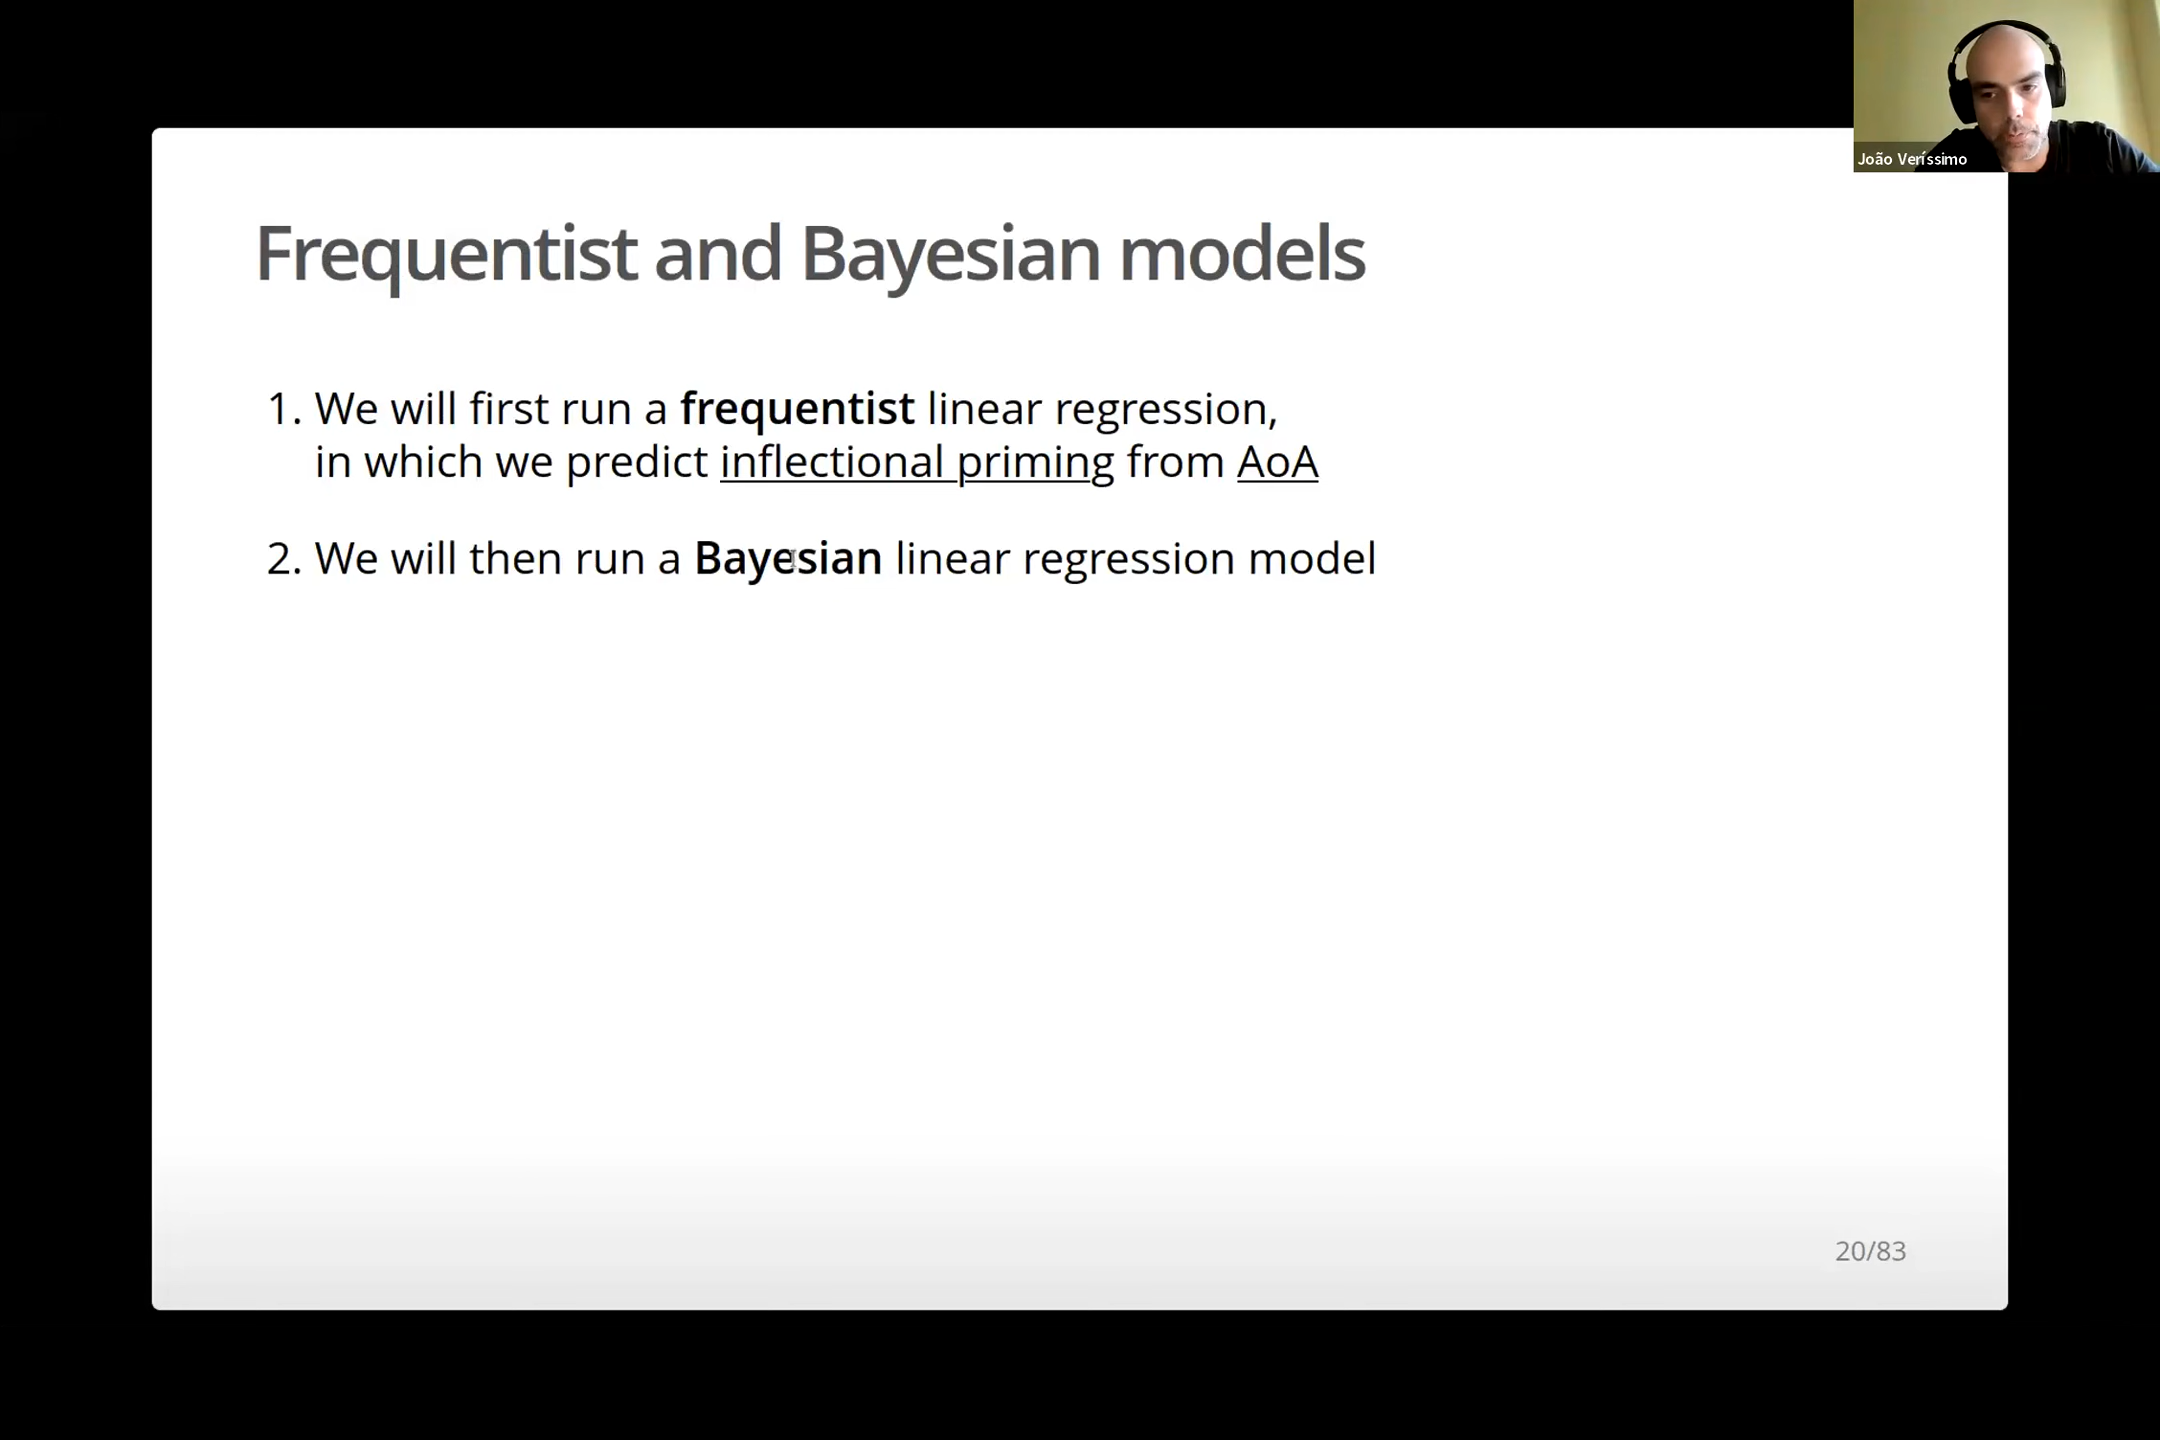 João Veríssimo
Frequentist and Bayesian models
1. We will first run a frequentist linear regression,
in which we predict inflectional priming from AoA
2. We will then run a Bayesian linear regression model
20/83